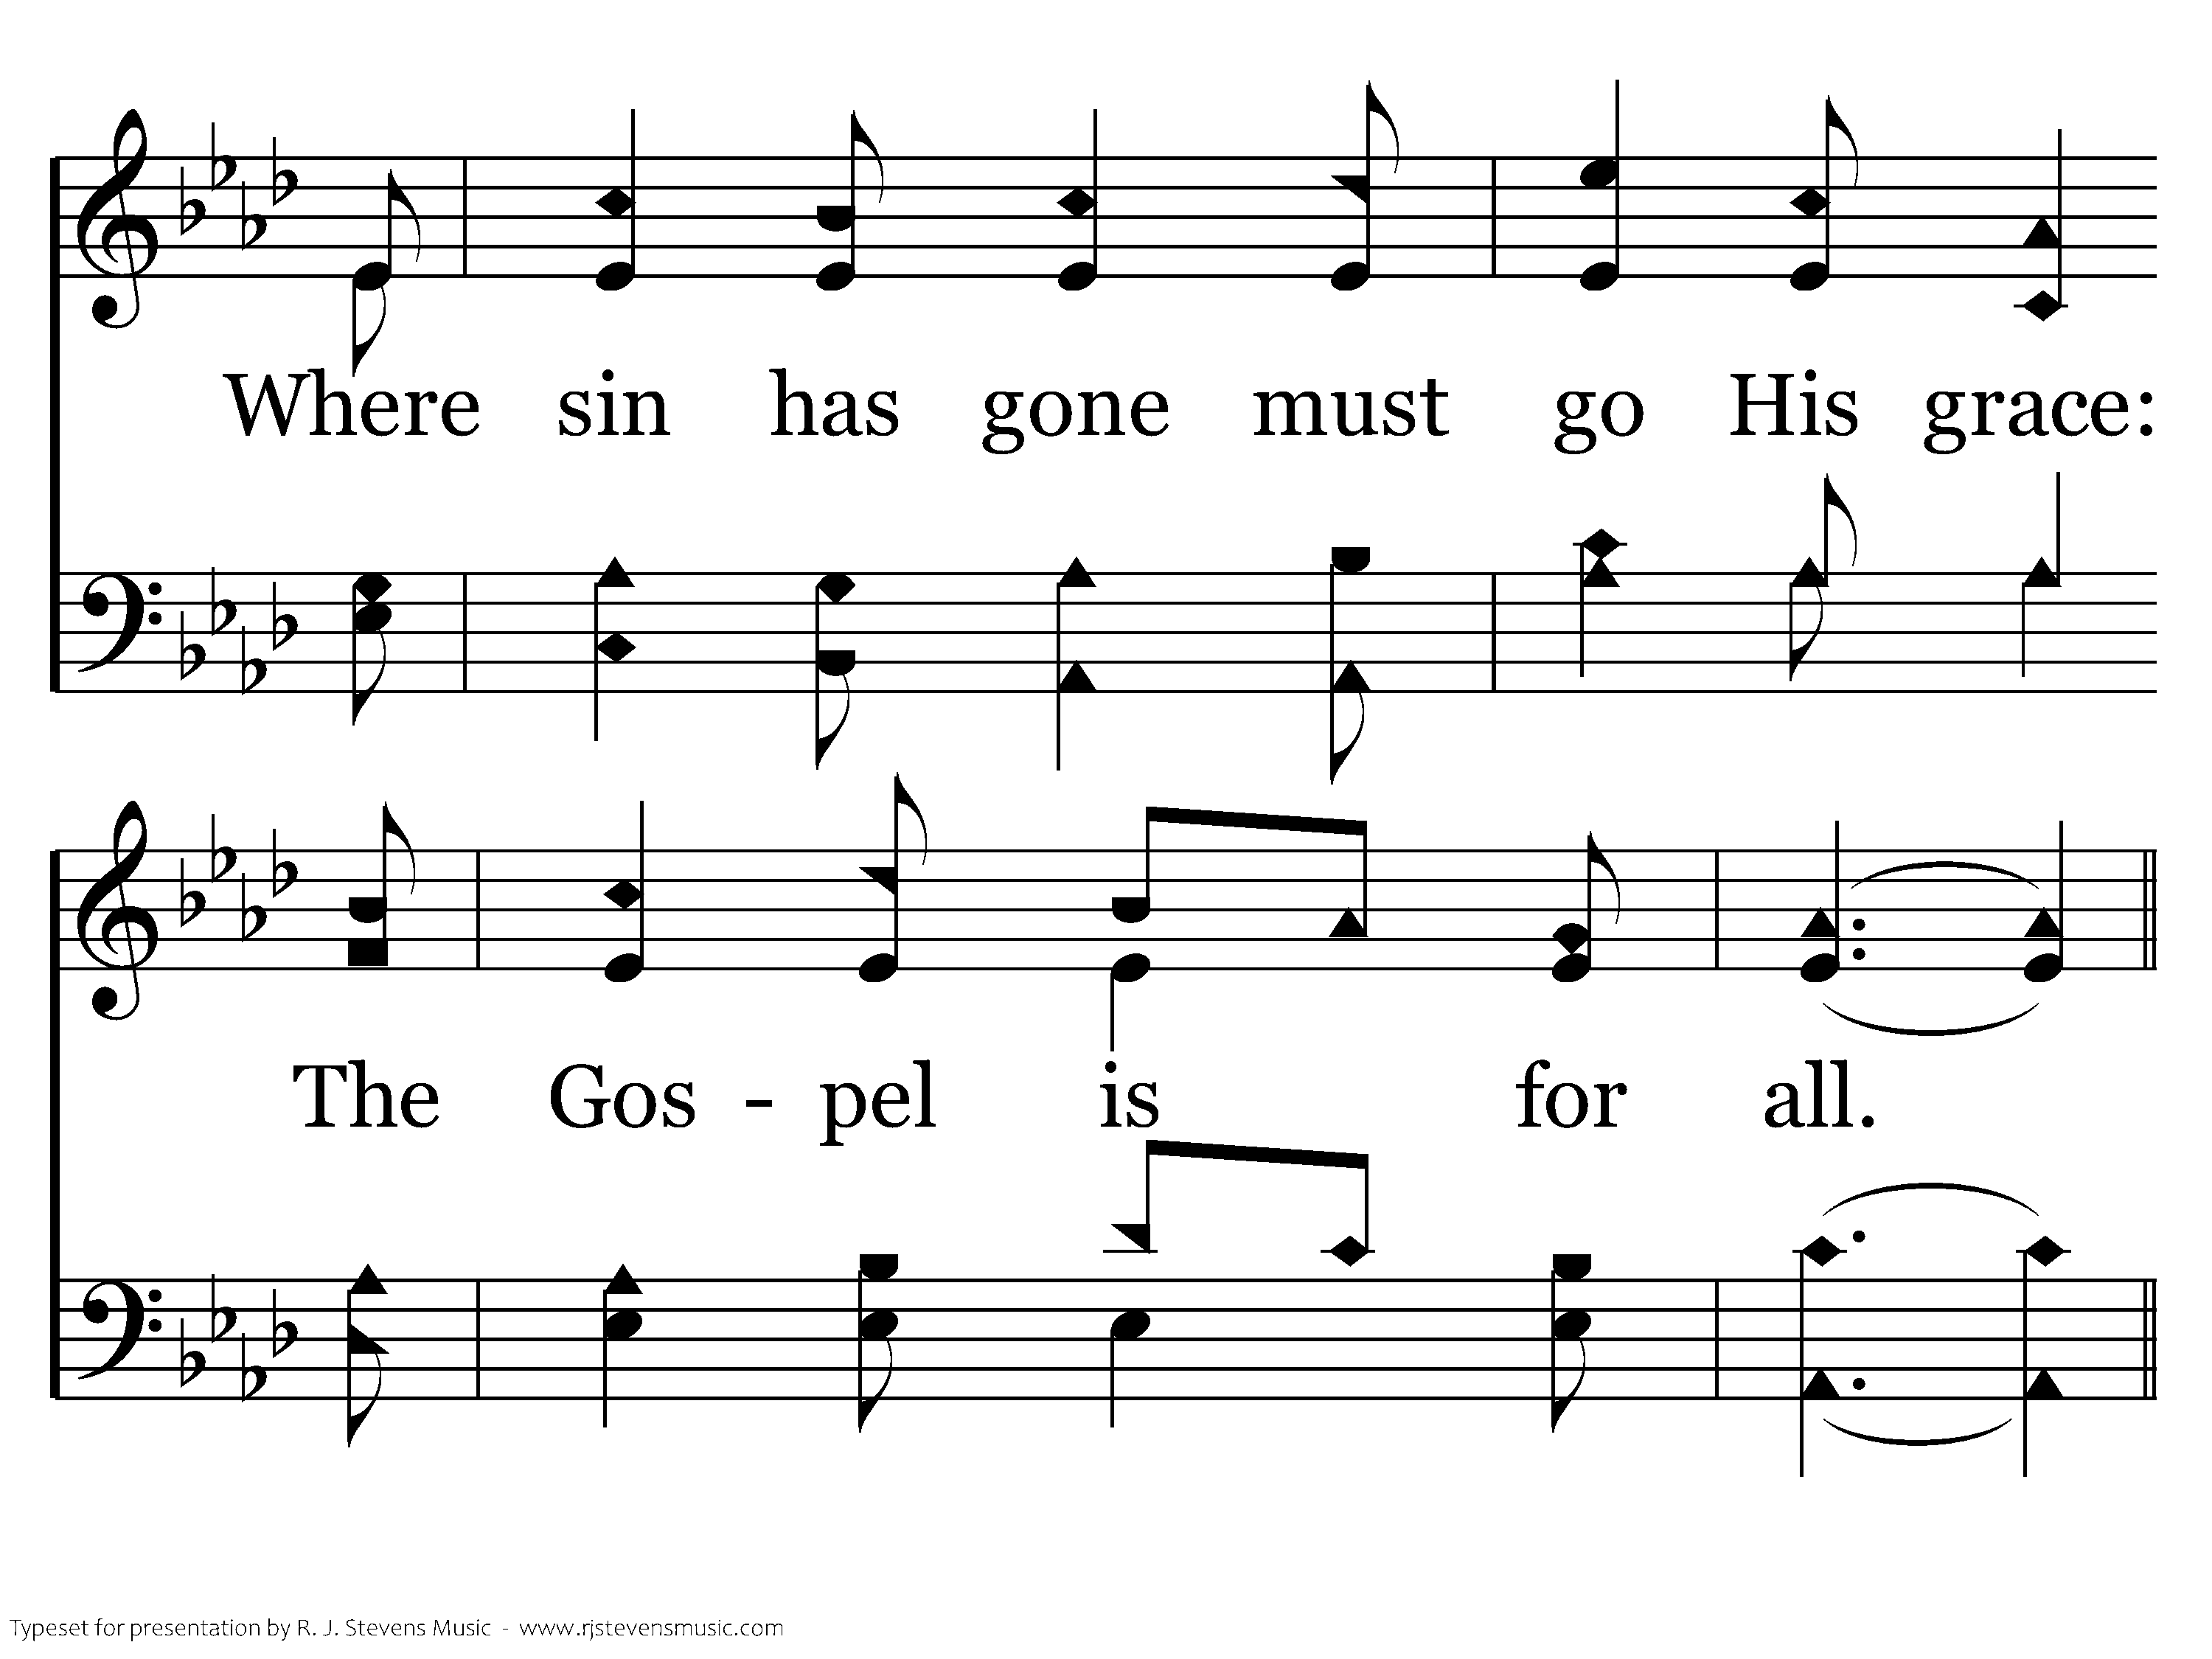 Where sin has gone must go His grace:
The Gos - pel is for all.
Typeset for presentation by R. J. Stevens Music - www.rjstevensmusic.com